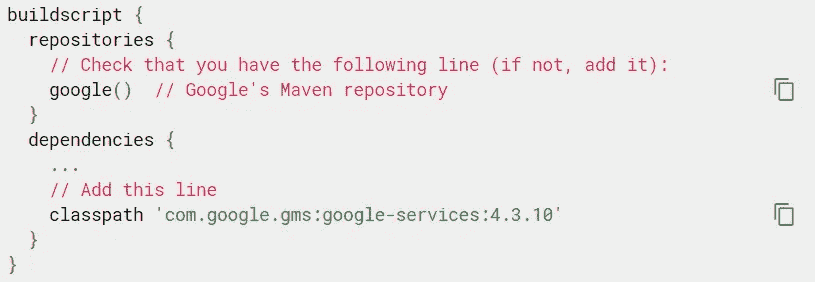 buildscript {
  repositories {
    // Check that you have the following line (if not, add it):
    google()  // Google's Maven repository
  }
  dependencies {
    ...
    // Add this line
    classpath 'com.google.gms:google-services:4.3.10'
  }
}